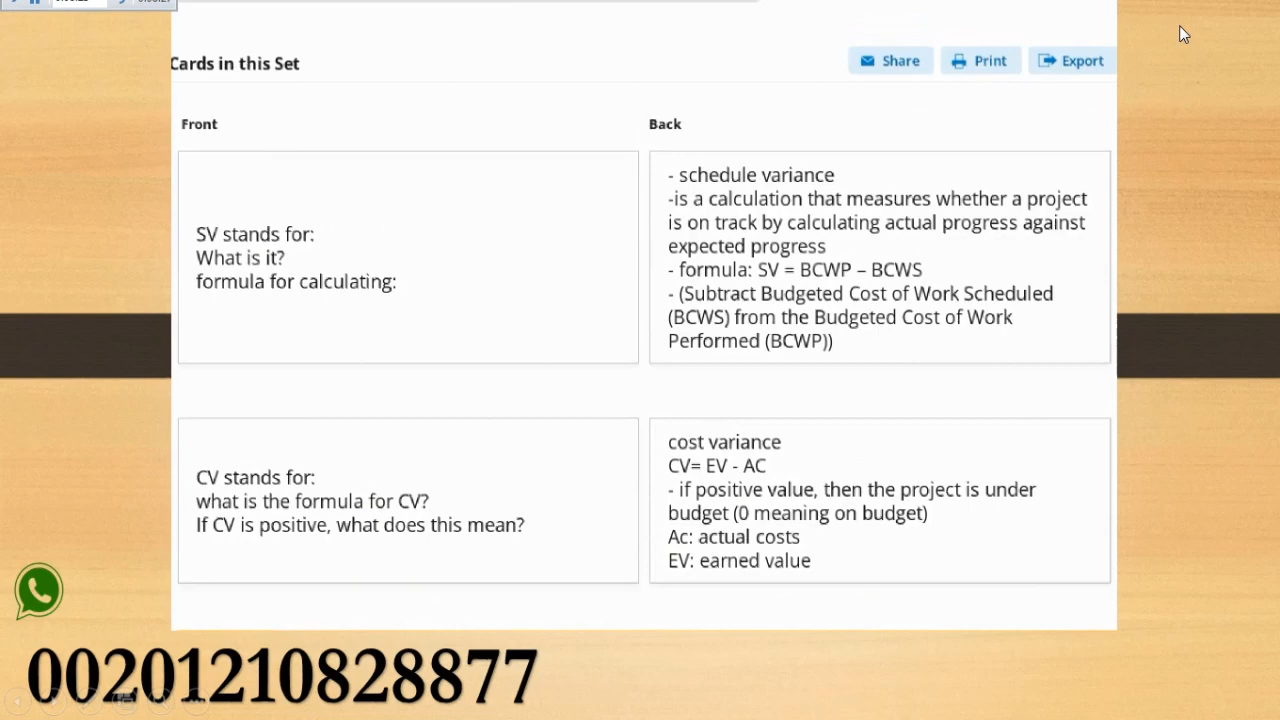 Cards in this Set
Share
Print
Export
Front
Back
SV stands for:
What is it?
formula for calculating:
- schedule variance
-is a calculation that measures whether a project
is on track by calculating actual progress against
expected progress
- formula: SV = BCWP – BCWS
- (Subtract Budgeted Cost of Work Scheduled
(BCWS) from the Budgeted Cost of Work
Performed (BCWP))
CV stands for:
what is the formula for CV?
If CV is positive, what does this mean?
cost variance
CV= EV - AC
- if positive value, then the project is under
budget (0 meaning on budget)
Ac: actual costs
EV: earned value
00201210828877